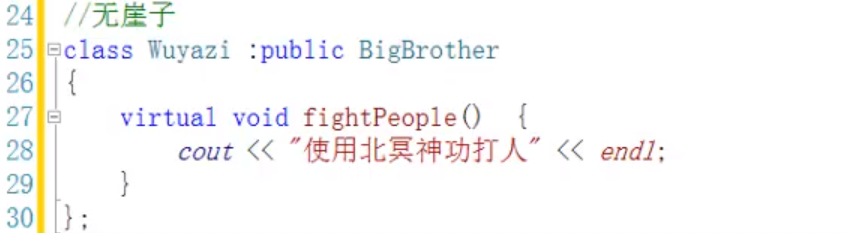 24 //无崖子
25 class Wuyazi :public BigBrother
26 {
27 virtual void fightPeople() {
28 cout << "使用北冥神功打人" << endl;
29 }
30 };